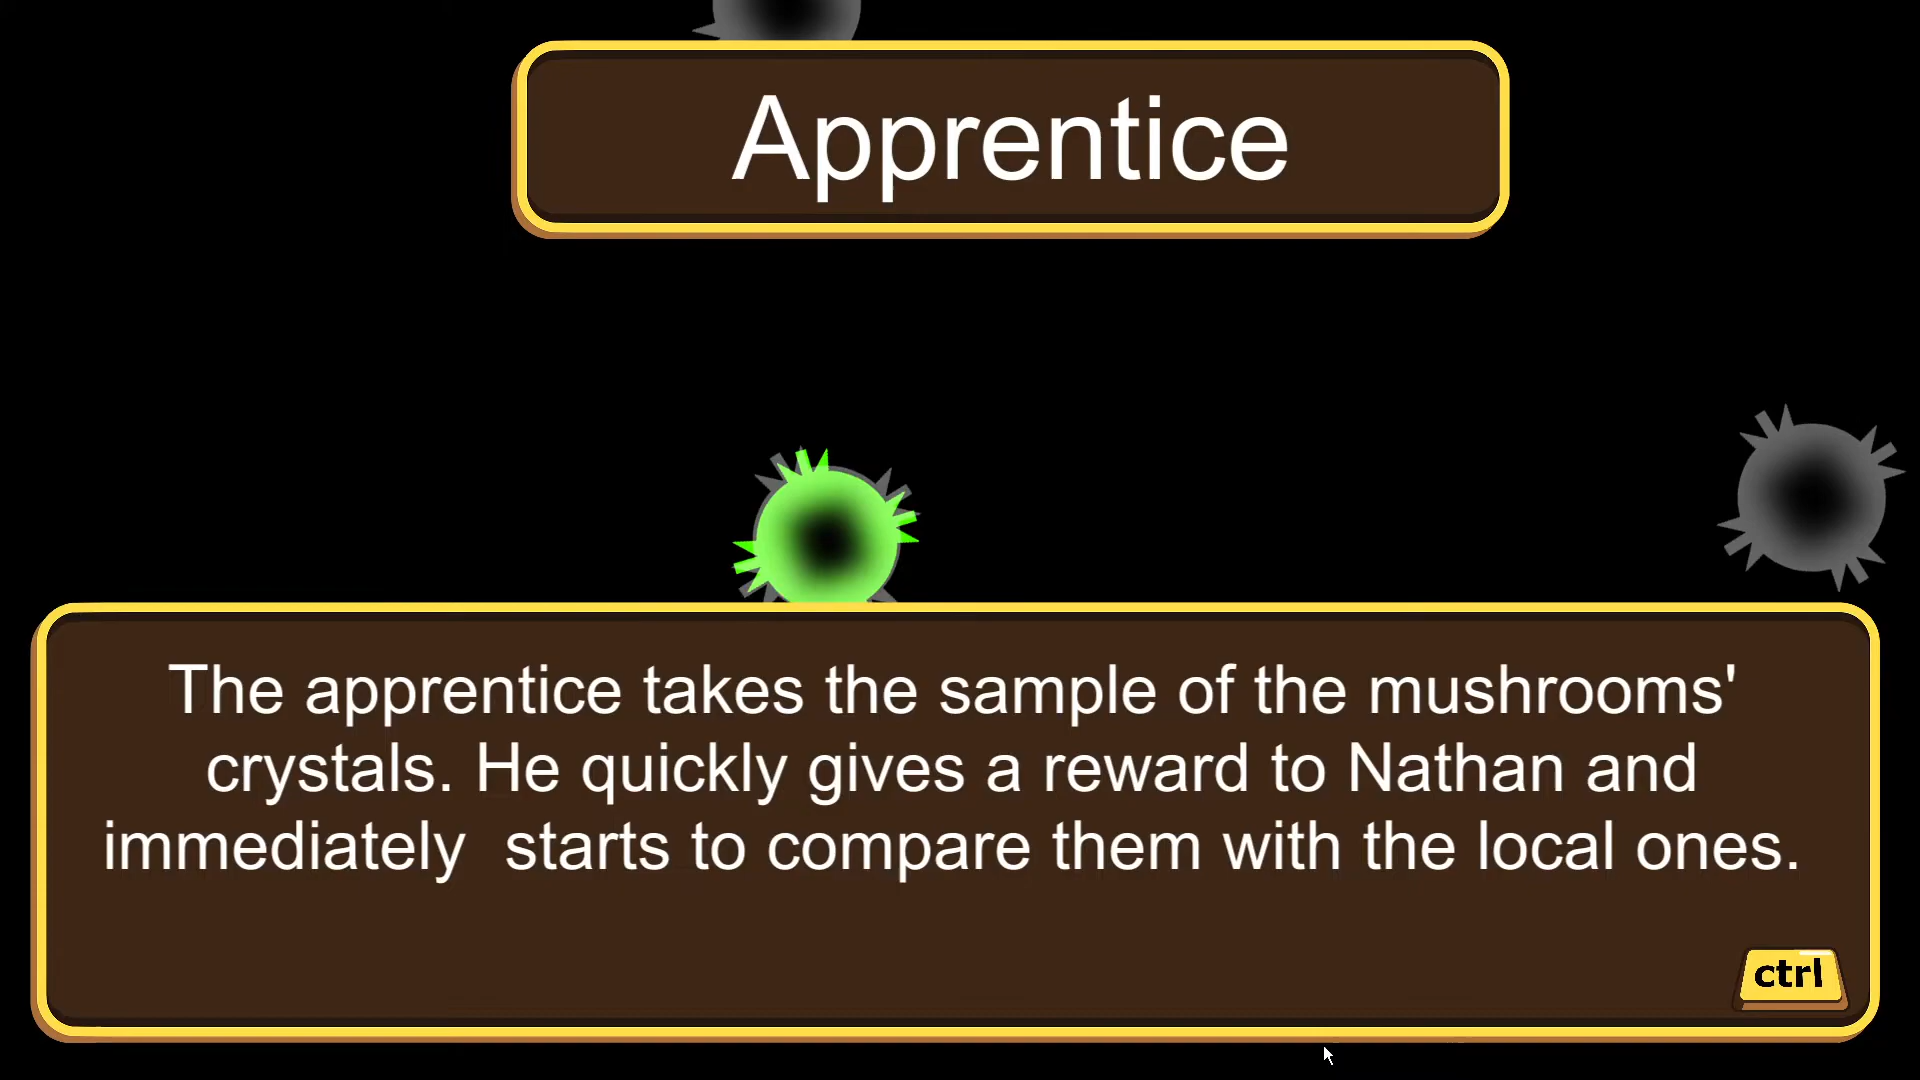 Apprentice
The apprentice takes the sample of the mushrooms'
crystals. He quickly gives a reward to Nathan and
immediately  starts to compare them with the local ones.
ctrl